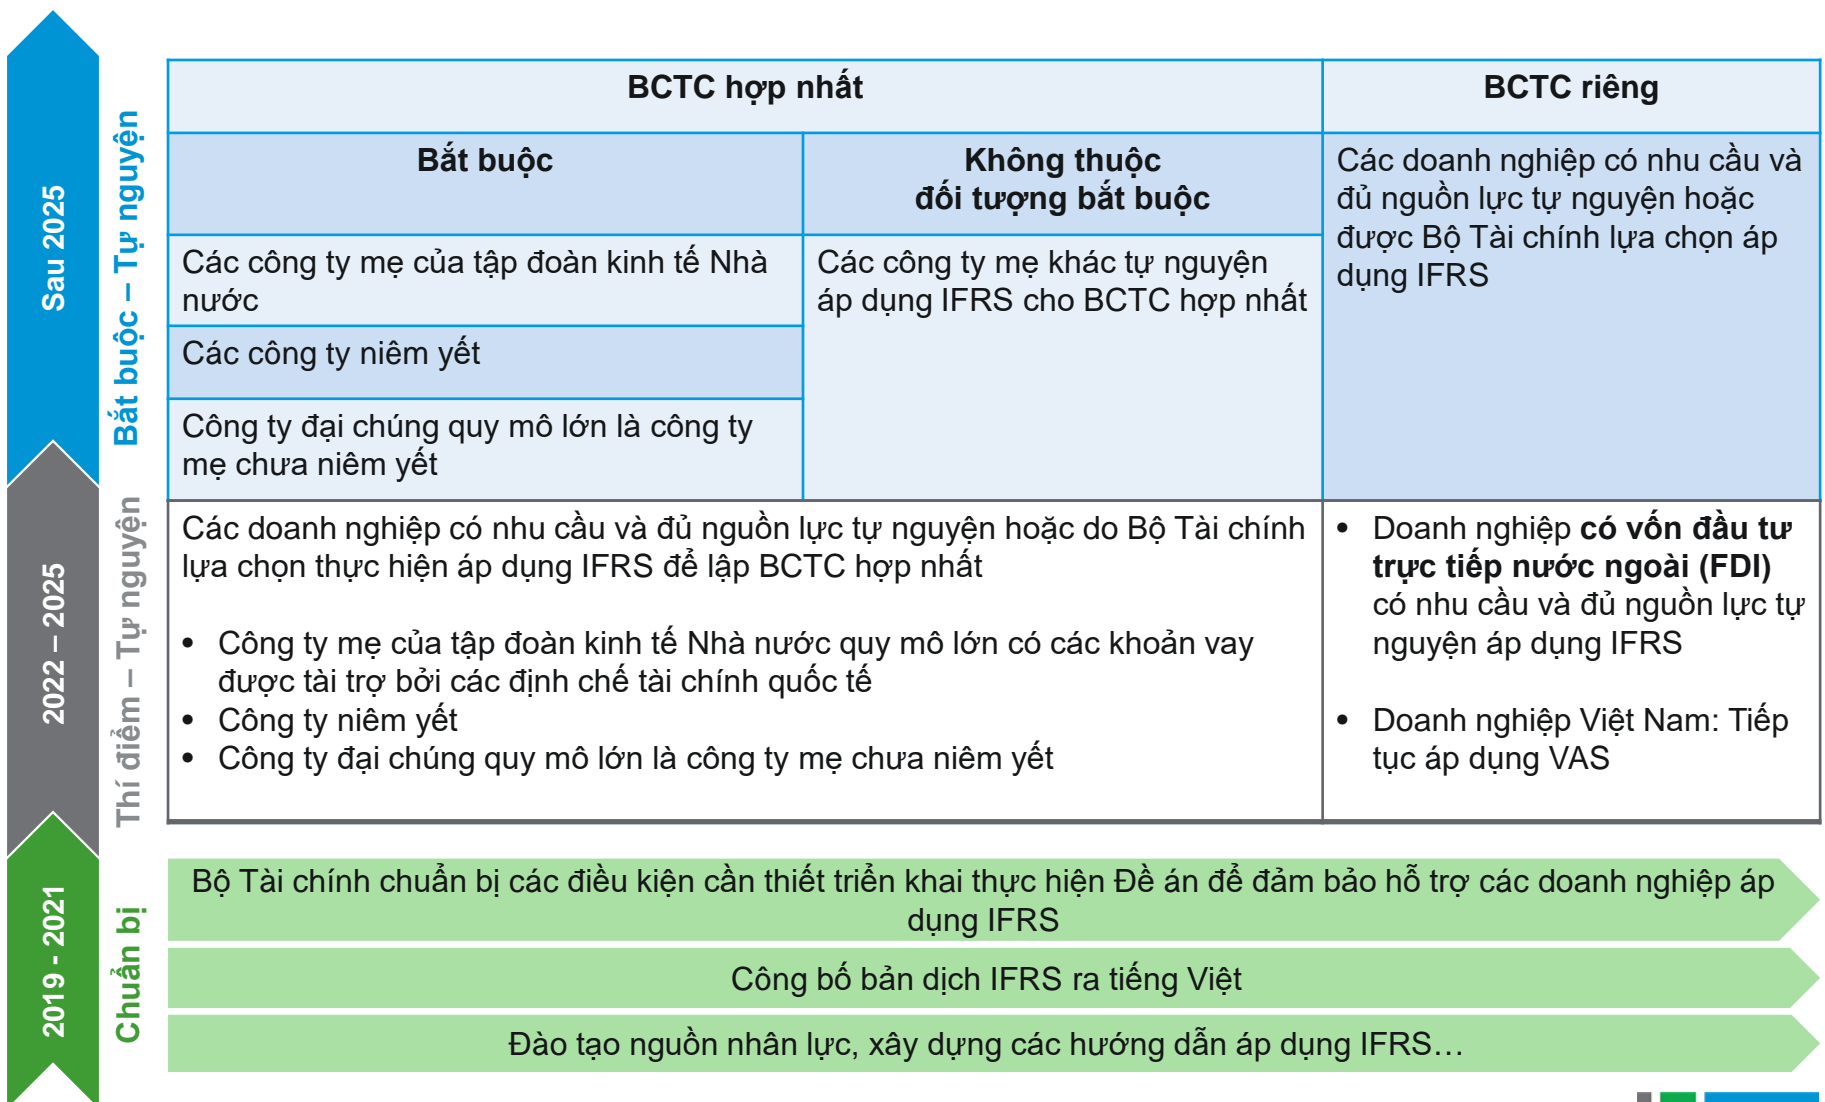 Sau 2025
Bắt buộc – Tự nguyện
BCTC hợp nhất
BCTC riêng
Bắt buộc
Không thuộc
đối tượng bắt buộc
Các doanh nghiệp có nhu cầu và
đủ nguồn lực tự nguyện hoặc
được Bộ Tài chính lựa chọn áp
dụng IFRS
Các công ty mẹ của tập đoàn kinh tế Nhà
nước
Các công ty mẹ khác tự nguyện
áp dụng IFRS cho BCTC hợp nhất
Các công ty niêm yết
Công ty đại chúng quy mô lớn là công ty
mẹ chưa niêm yết
2022 – 2025
Thí điểm – Tự nguyện
Các doanh nghiệp có nhu cầu và đủ nguồn lực tự nguyện hoặc do Bộ Tài chính
lựa chọn thực hiện áp dụng IFRS để lập BCTC hợp nhất
• Công ty mẹ của tập đoàn kinh tế Nhà nước quy mô lớn có các khoản vay
được tài trợ bởi các định chế tài chính quốc tế
• Công ty niêm yết
• Công ty đại chúng quy mô lớn là công ty mẹ chưa niêm yết
• Doanh nghiệp có vốn đầu tư
trực tiếp nước ngoài (FDI)
có nhu cầu và đủ nguồn lực tự
nguyện áp dụng IFRS
• Doanh nghiệp Việt Nam: Tiếp
tục áp dụng VAS
2019 - 2021
Chuẩn bị
Bộ Tài chính chuẩn bị các điều kiện cần thiết triển khai thực hiện Đề án để đảm bảo hỗ trợ các doanh nghiệp áp
dụng IFRS
Công bố bản dịch IFRS ra tiếng Việt
Đào tạo nguồn nhân lực, xây dựng các hướng dẫn áp dụng IFRS…